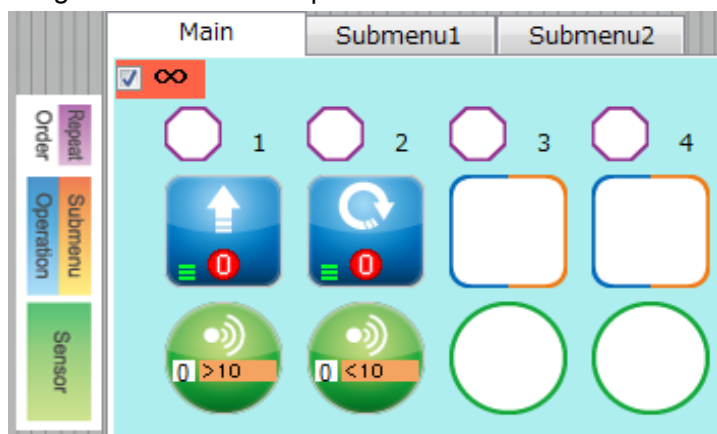 Main
Submenu1
Submenu2
∞
Repeat
Order
1
2
3
4
Submenu
Operation
0
0
Sensor
0 >10
0 <10